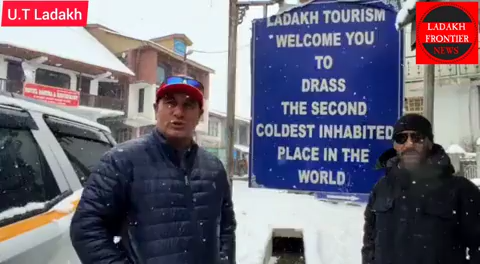 U.T Ladakh
LADAKH
FRONTIER
NEWS
LADAKH TOURISM
WELCOME YOU
TO
DRASS
THE SECOND
COLDEST INHABITED
PLACE IN THE
WORLD